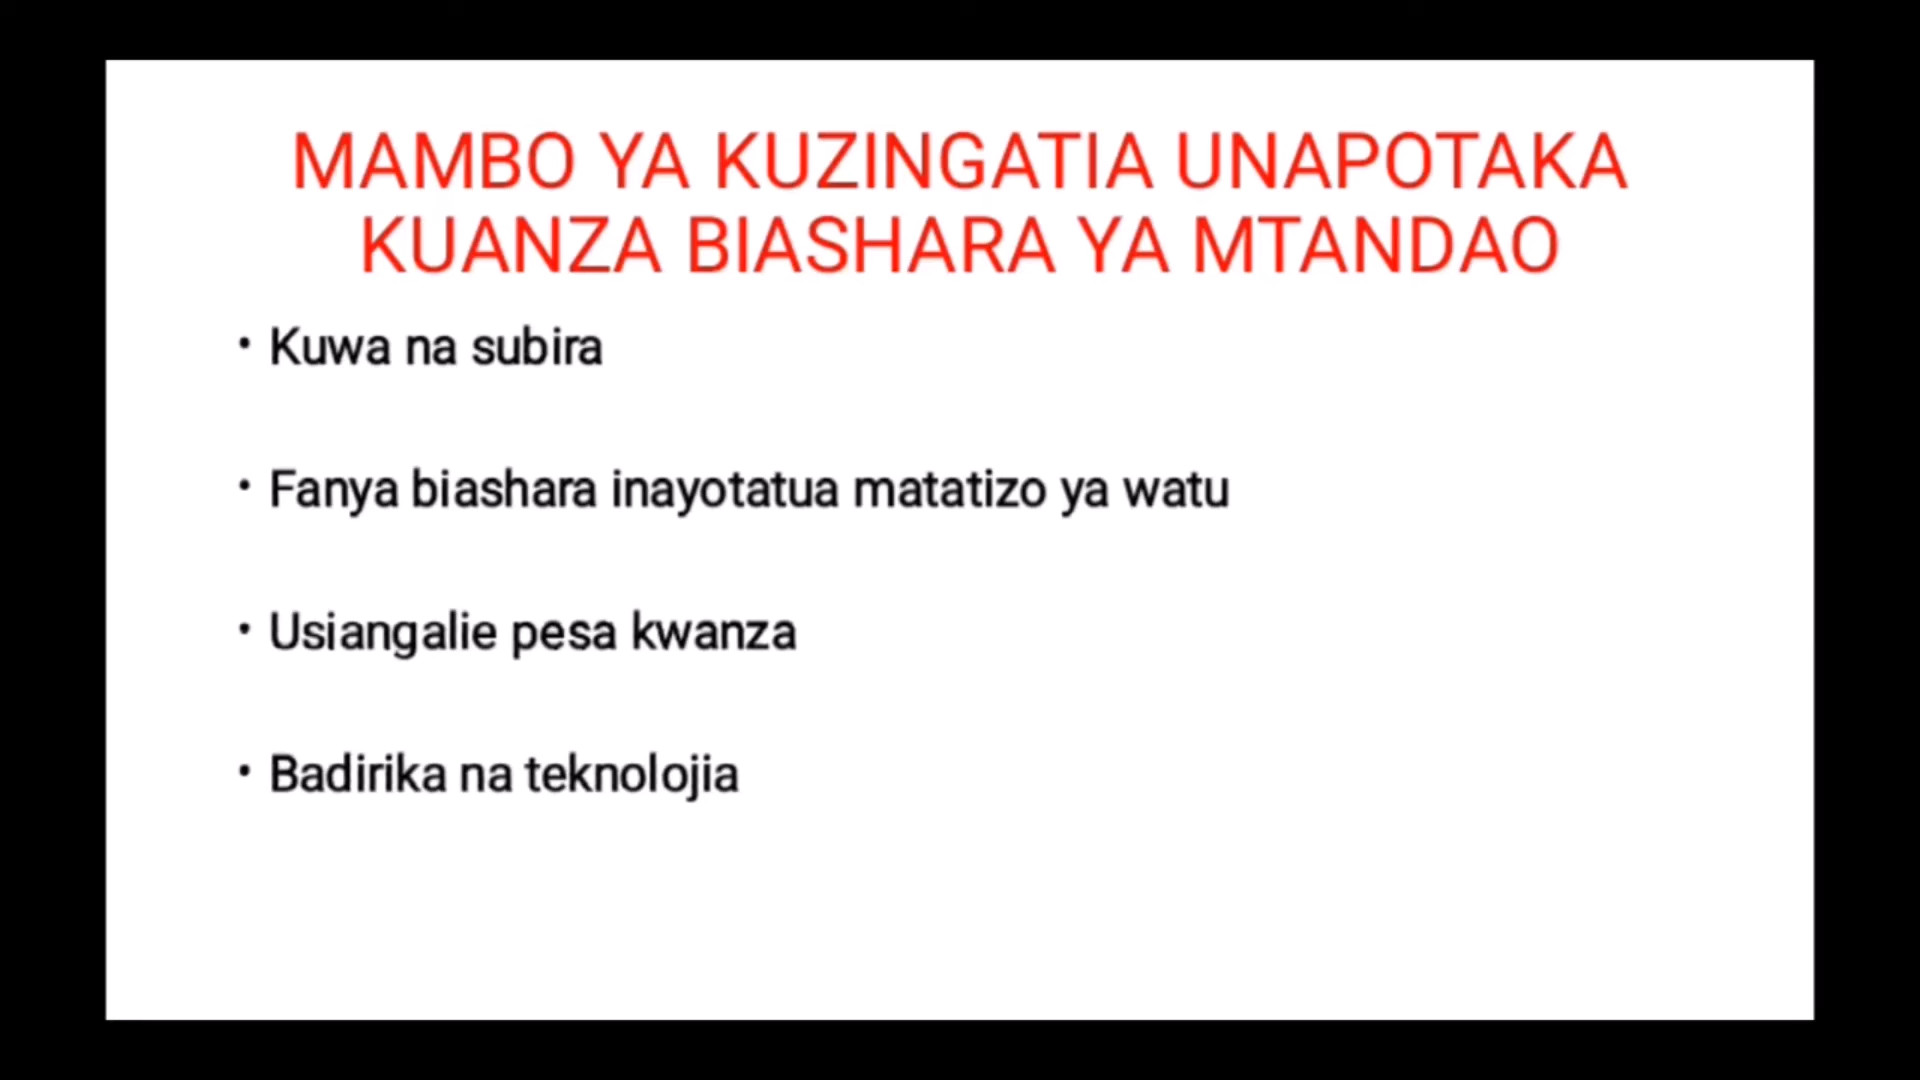 MAMBO YA KUZINGATIA UNAPOTAKA
KUANZA BIASHARA YA MTANDAO
• Kuwa na subira
• Fanya biashara inayotatua matatizo ya watu
• Usiangalie pesa kwanza
• Badirika na teknolojia